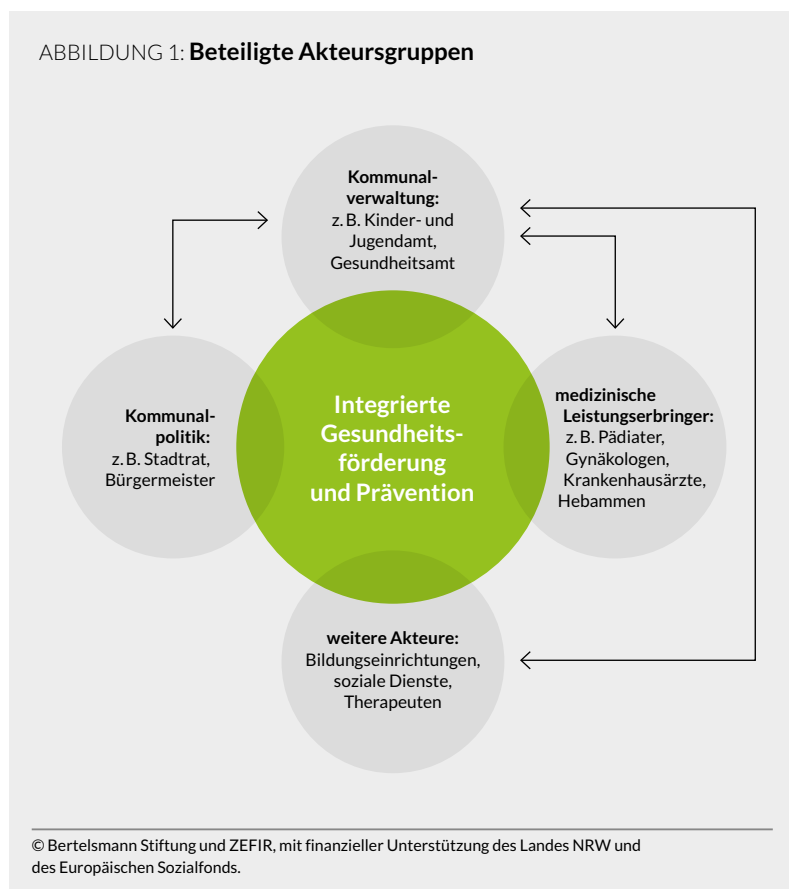 ABBILDUNG 1: Beteiligte Akteursgruppen
Kommunal-
verwaltung:
z. B. Kinder- und
Jugendamt,
Gesundheitsamt
Kommunal-
politik:
z. B. Stadtrat,
Bürgermeister
Integrierte
Gesundheits-
förderung
und Prävention
medizinische
Leistungserbringer:
z. B. Pädiater,
Gynäkologen,
Krankenhausärzte,
Hebammen
weitere Akteure:
Bildungseinrichtungen,
soziale Dienste,
Therapeuten
© Bertelsmann Stiftung und ZEFIR, mit finanzieller Unterstützung des Landes NRW und
des Europäischen Sozialfonds.